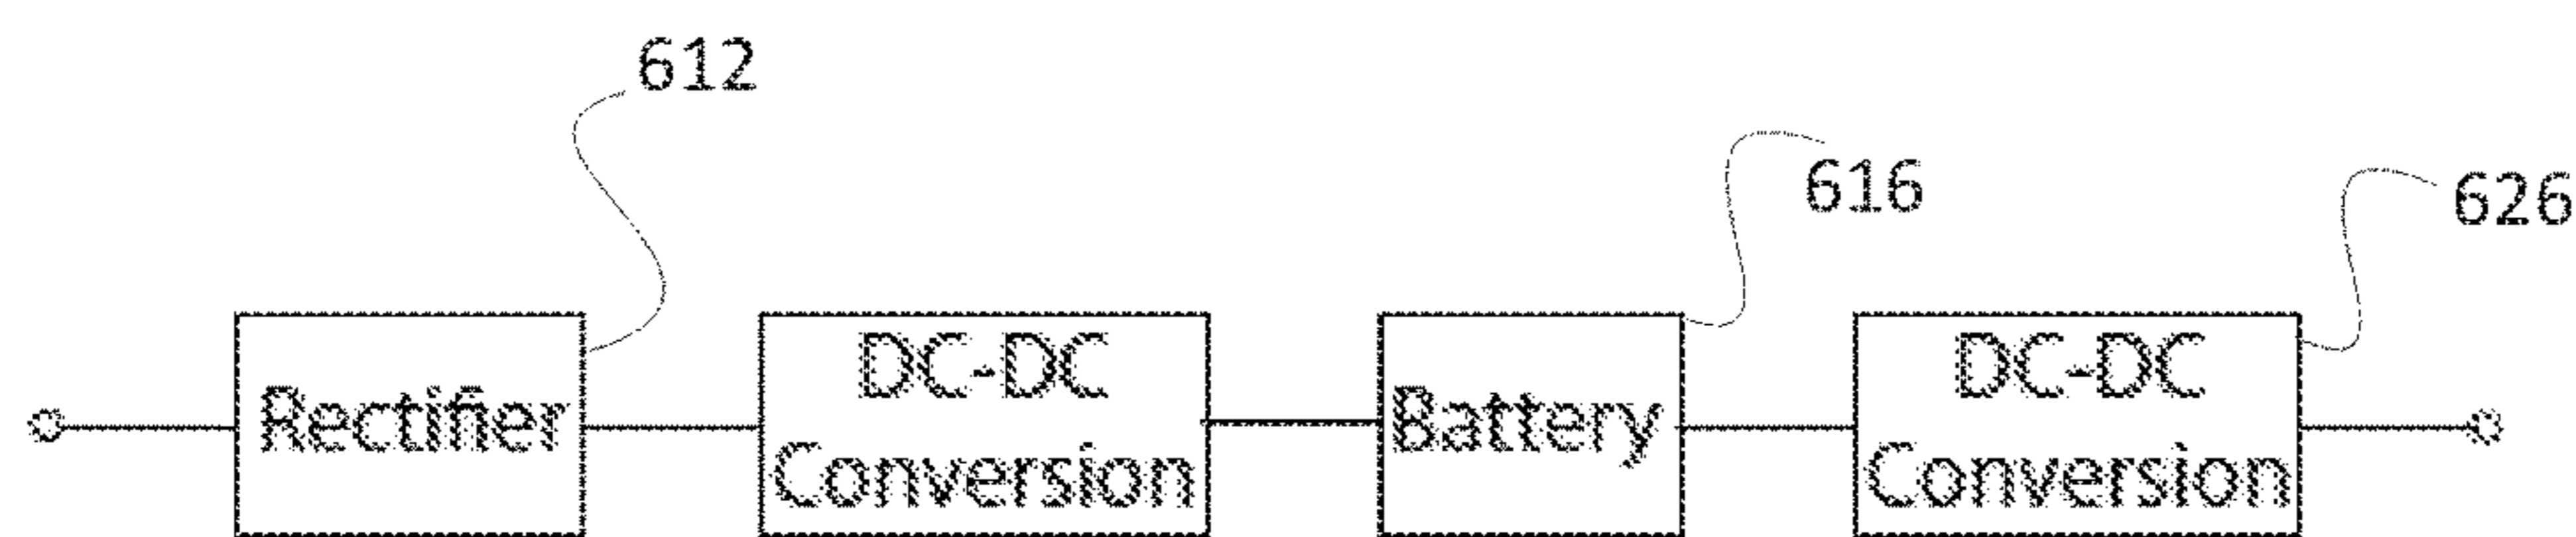 612
616
626
Rectifier
DC-DC
Conversion
Battery
DC-DC
Conversion